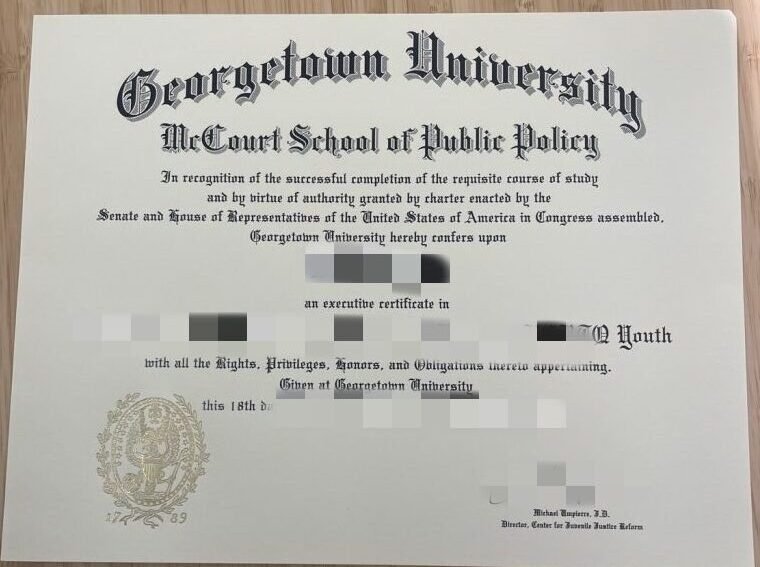 Georgetown University
McCourt School of Public Policy
In recognition of the successful completion of the requisite course of study
and by virtue of authority granted by charter enacted by the
Senate and House of Representatives of the United States of America in Congress assembled,
Georgetown University hereby confers upon
an executive certificate in
Q Youth
with all the Rights, Privileges, Honors, and Obligations thereto appertaining.
Given at Georgetown University
this 18th
17 89
Michael Umpierre, J.D.
Director, Center for Juvenile Justice Reform